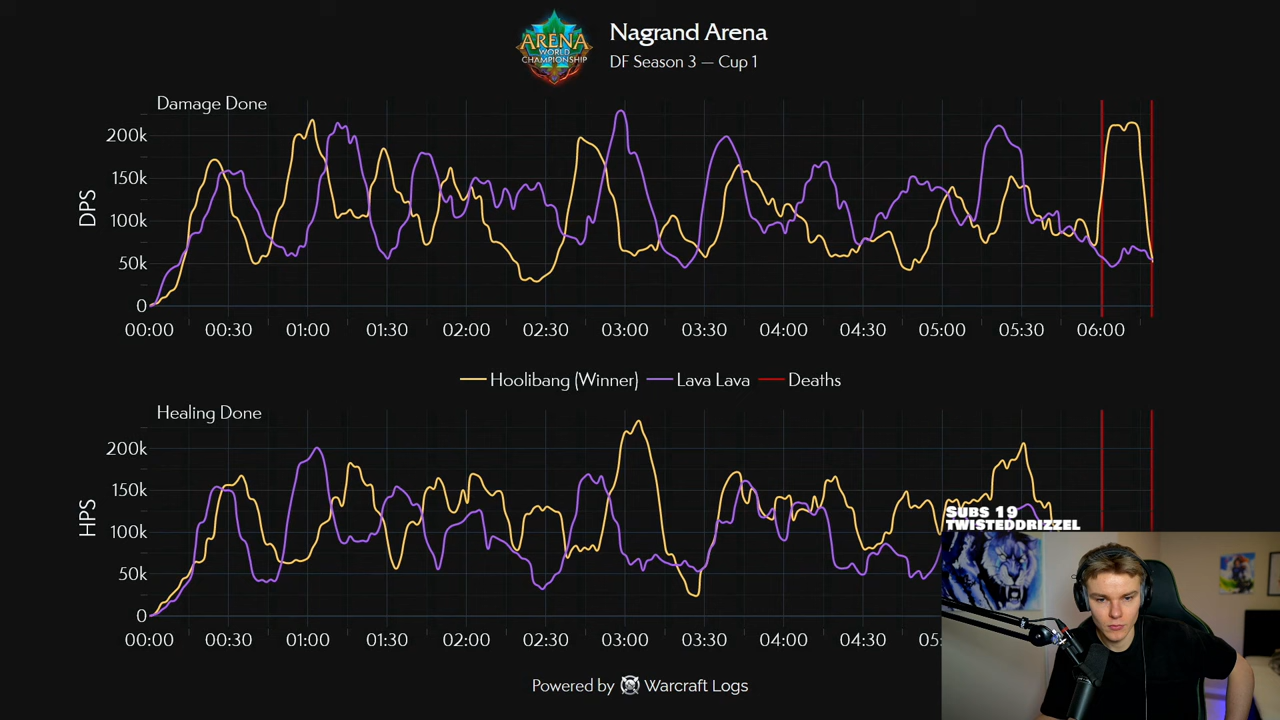 ARENA
WORLD
CHAMPIONSHIP
Nagrand Arena
DF Season 3 — Cup 1
Damage Done
DPS
200k
150k
100k
50k
0
00:00 00:30 01:00 01:30 02:00 02:30 03:00 03:30 04:00 04:30 05:00 05:30 06:00
Hoolibang (Winner) Lava Lava Deaths
Healing Done
HPS
200k
150k
100k
50k
0
00:00 00:30 01:00 01:30 02:00 02:30 03:00 03:30 04:00 04:30
SUBS 19
TWISTEDDRIZZEL
Powered by Warcraft Logs